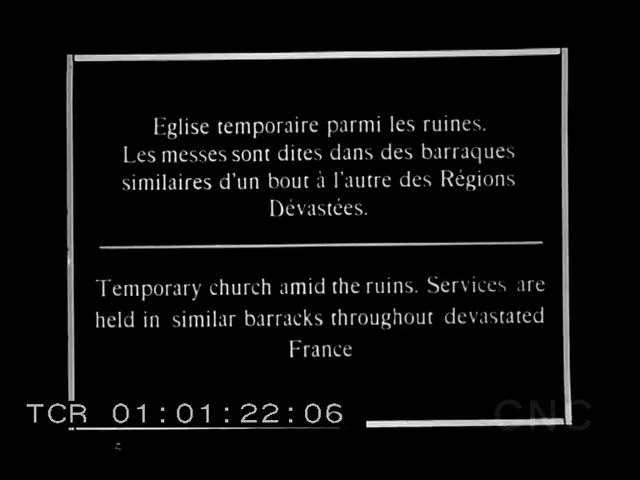 Eglise temporaire parmi les ruines.
Les messes sont dites dans des barraques
similaires d'un bout à l'autre des Régions
Dévastées.
Temporary church amid the ruins. Services are
held in similar barracks throughout devastated
France
TCR 01:01:22:06
CNC